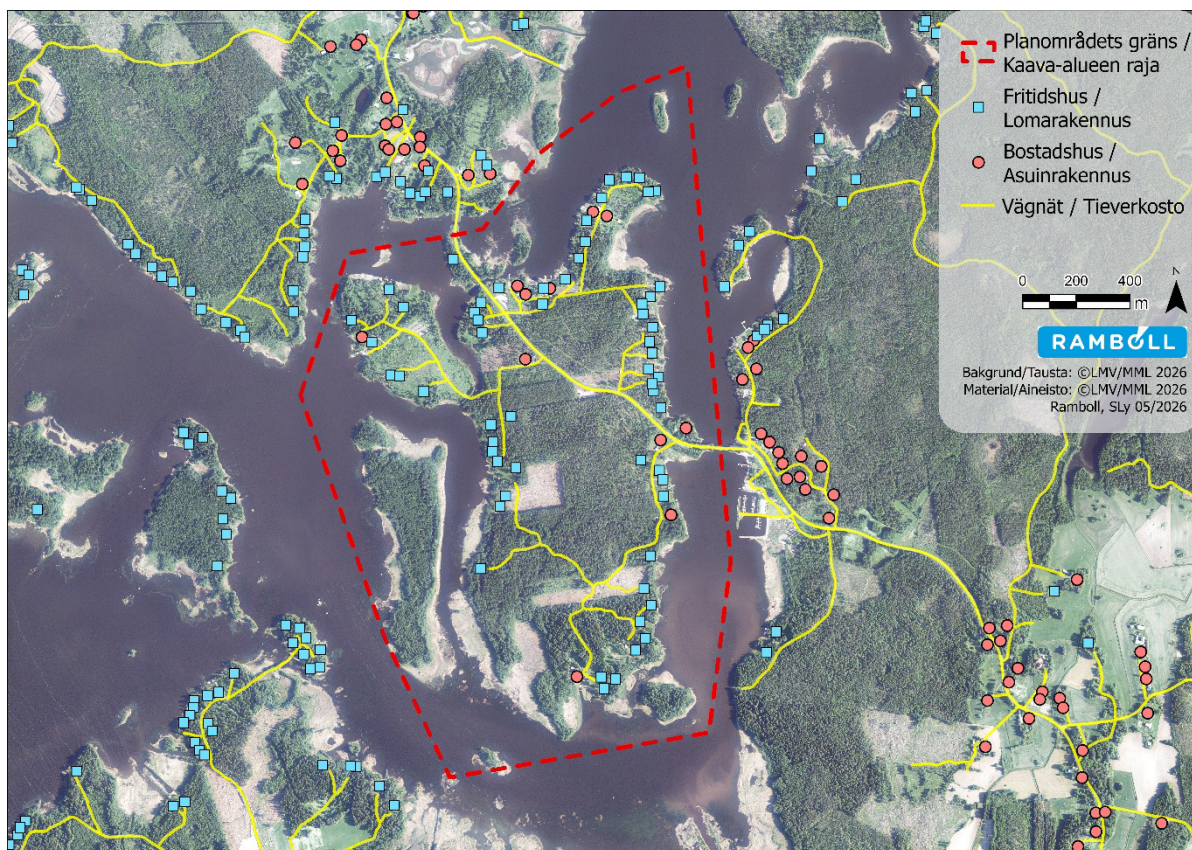 Planområdets gräns /
Kaava-alueen raja
Fritidshus /
Lomarakennus
Bostadshus /
Asuinrakennus
Vägnät / Tieverkosto
N
0 200 400
m
RAMBOLL
Bakgrund/Tausta: ©LMV/MML 2026
Material/Aineisto: ©LMV/MML 2026
Ramboll, SLy 05/2026